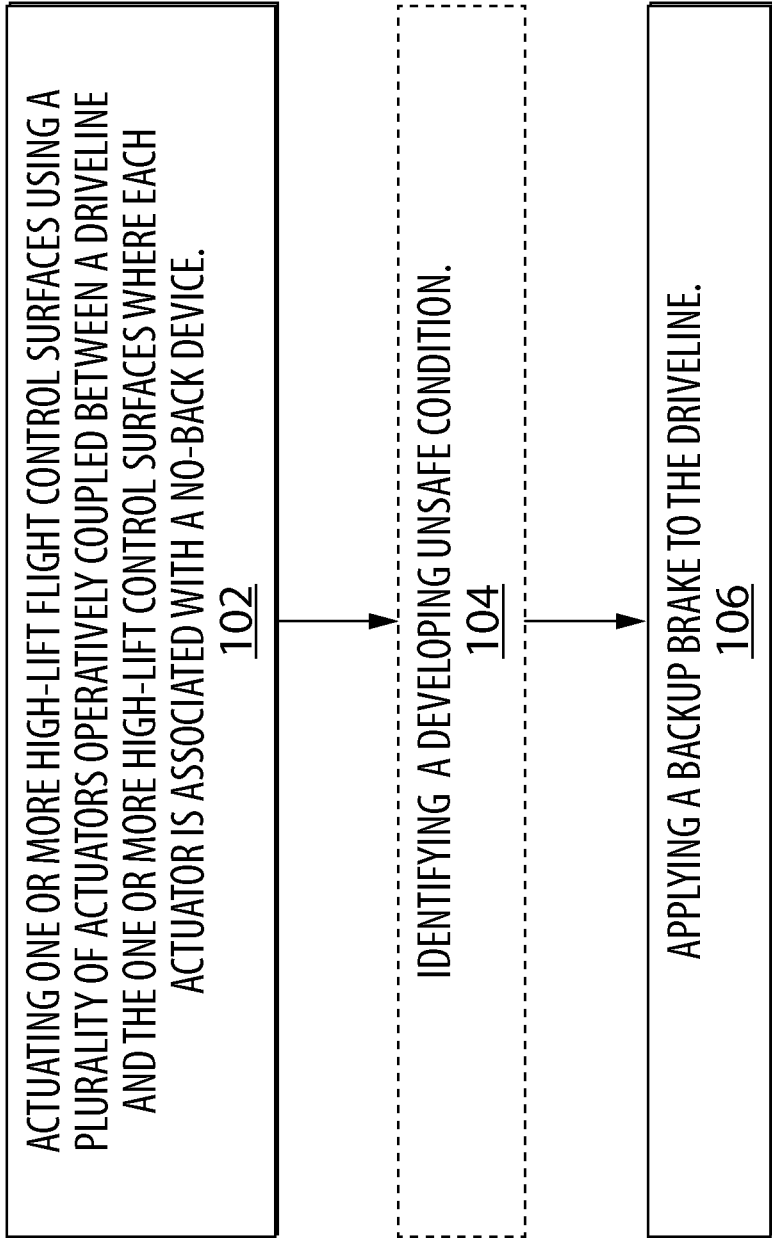 ACTUATING ONE OR MORE HIGH-LIFT FLIGHT CONTROL SURFACES USING A
PLURALITY OF ACTUATORS OPERATIVELY COUPLED BETWEEN A DRIVELINE
AND THE ONE OR MORE HIGH-LIFT CONTROL SURFACES WHERE EACH
ACTUATOR IS ASSOCIATED WITH A NO-BACK DEVICE.
102
IDENTIFYING A DEVELOPING UNSAFE CONDITION.
104
APPLYING A BACKUP BRAKE TO THE DRIVELINE.
106